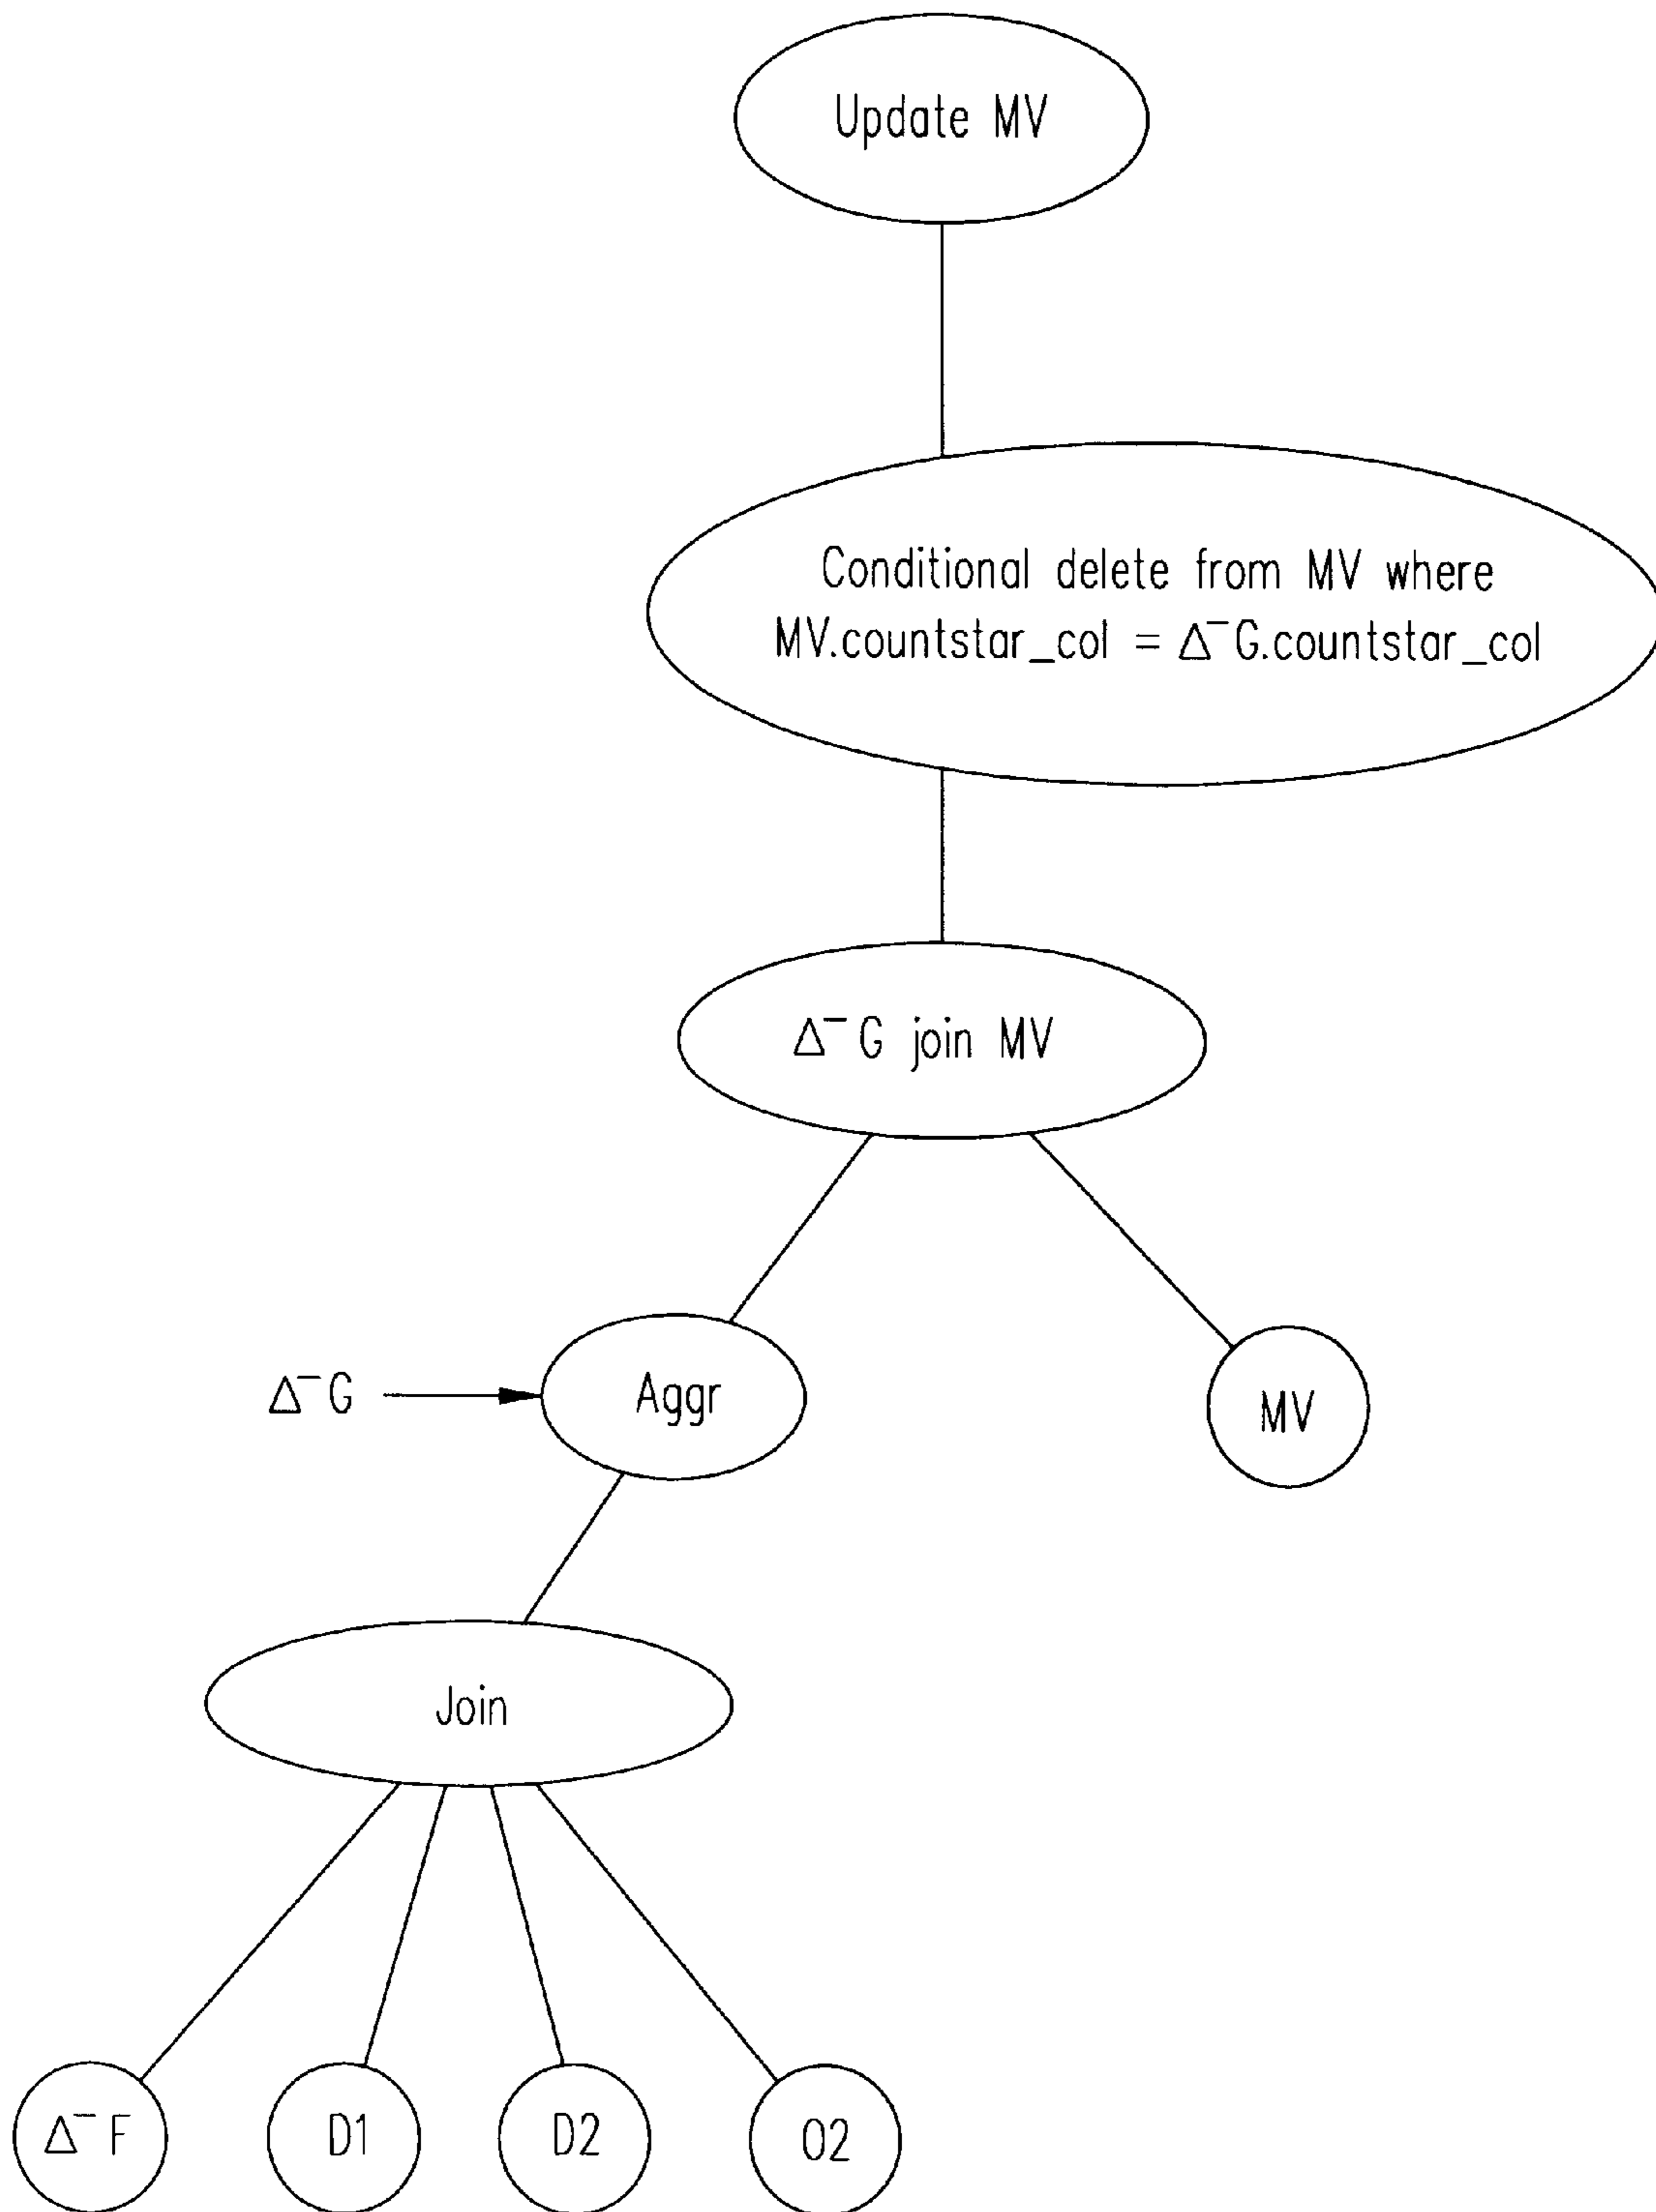 Update MV
Conditional delete from MV where
MV.countstar_col = Δ⁻G.countstar_col
Δ⁻G join MV
Δ⁻G
Aggr
MV
Join
Δ⁻F
D1
D2
O2